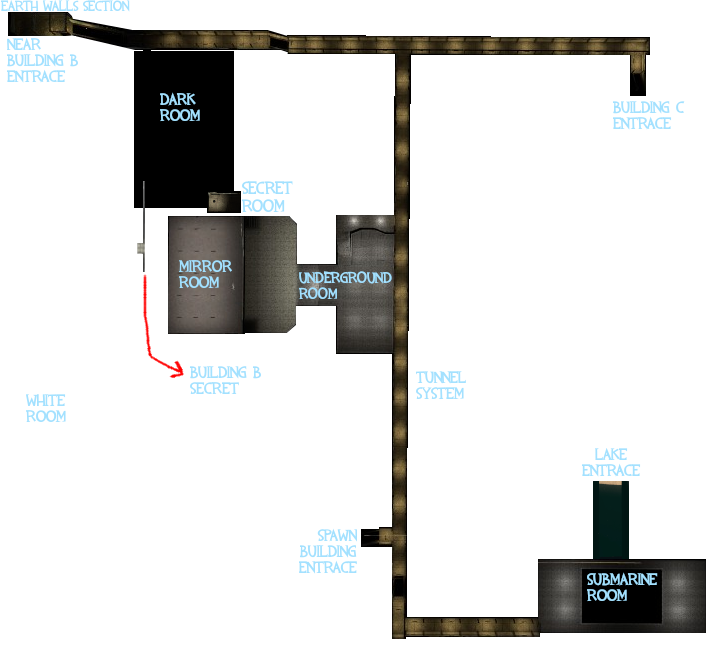 EARTH WALLS SECTION
NEAR
BUILDING B
ENTRACE
DARK
ROOM
BUILDING C
ENTRACE
SECRET
ROOM
MIRROR
ROOM
UNDERGROUND
ROOM
BUILDING B
SECRET
TUNNEL
SYSTEM
WHITE
ROOM
LAKE
ENTRACE
SPAWN
BUILDING
ENTRACE
SUBMARINE
ROOM